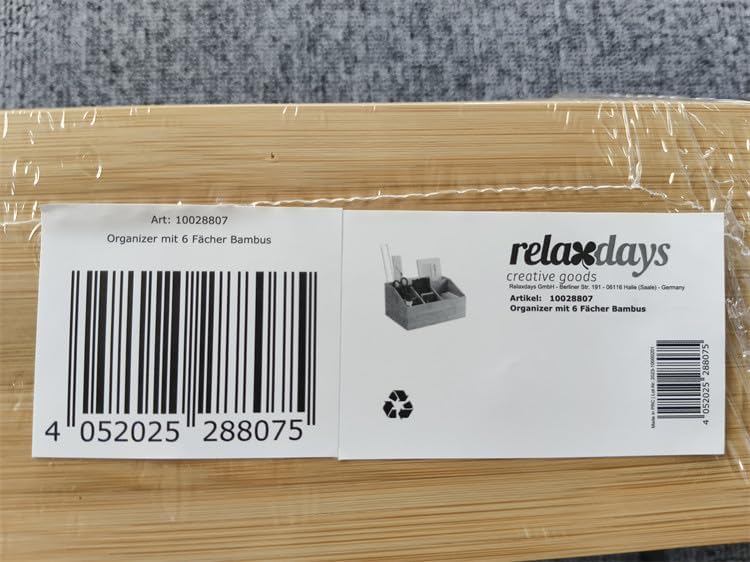 Art: 10028807
Organizer mit 6 Fächer Bambus
4 052025 288075
relaxdays
creative goods
Relaxdays GmbH - Berliner Str. 191 - 06116 Halle (Saale) - Germany
Artikel: 10028807
Organizer mit 6 Fächer Bambus
4 052025 288075